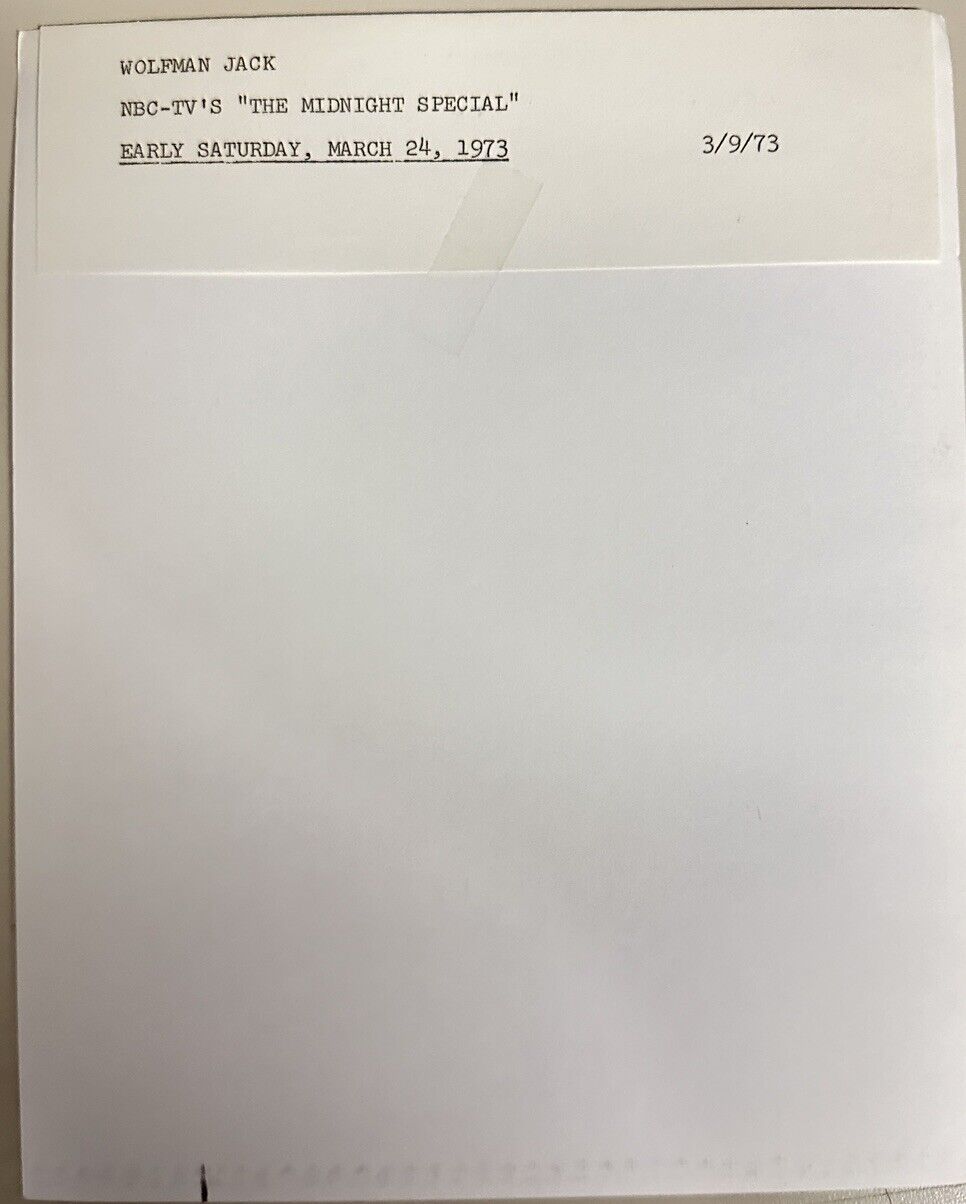 WOLFMAN JACK
NBC-TV'S "THE MIDNIGHT SPECIAL"
EARLY SATURDAY, MARCH 24, 1973 3/9/73